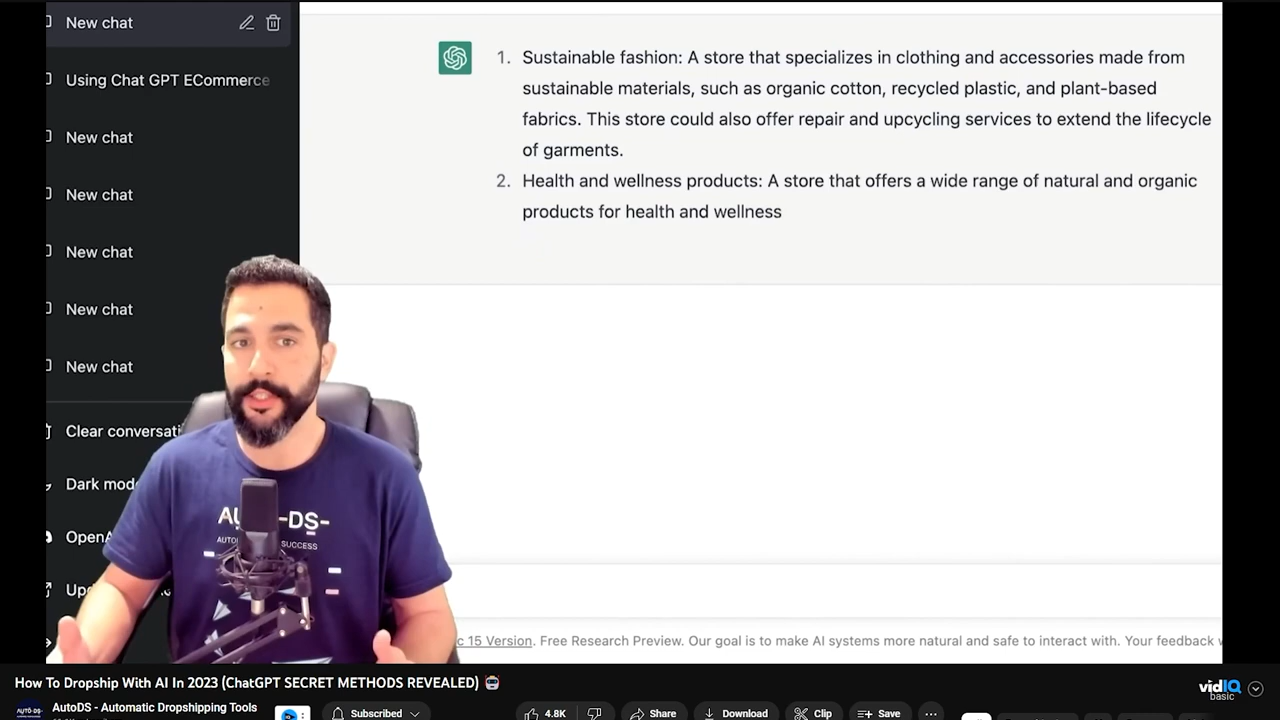 New chat
Using Chat GPT ECommerce
New chat
New chat
New chat
New chat
New chat
Clear conversati
Dark mod
OpenA
1. Sustainable fashion: A store that specializes in clothing and accessories made from
sustainable materials, such as organic cotton, recycled plastic, and plant-based
fabrics. This store could also offer repair and upcycling services to extend the lifecycle
of garments.
2. Health and wellness products: A store that offers a wide range of natural and organic
products for health and wellness
-DS-
SUCCESS
c 15 Version. Free Research Preview. Our goal is to make AI systems more natural and safe to interact with. Your feedback
How To Dropship With AI In 2023 (ChatGPT SECRET METHODS REVEALED)
vidIQ
basic
AutoDS - Automatic Dropshipping Tools
Subscribed
4.8K
Share
Download
Clip
Save